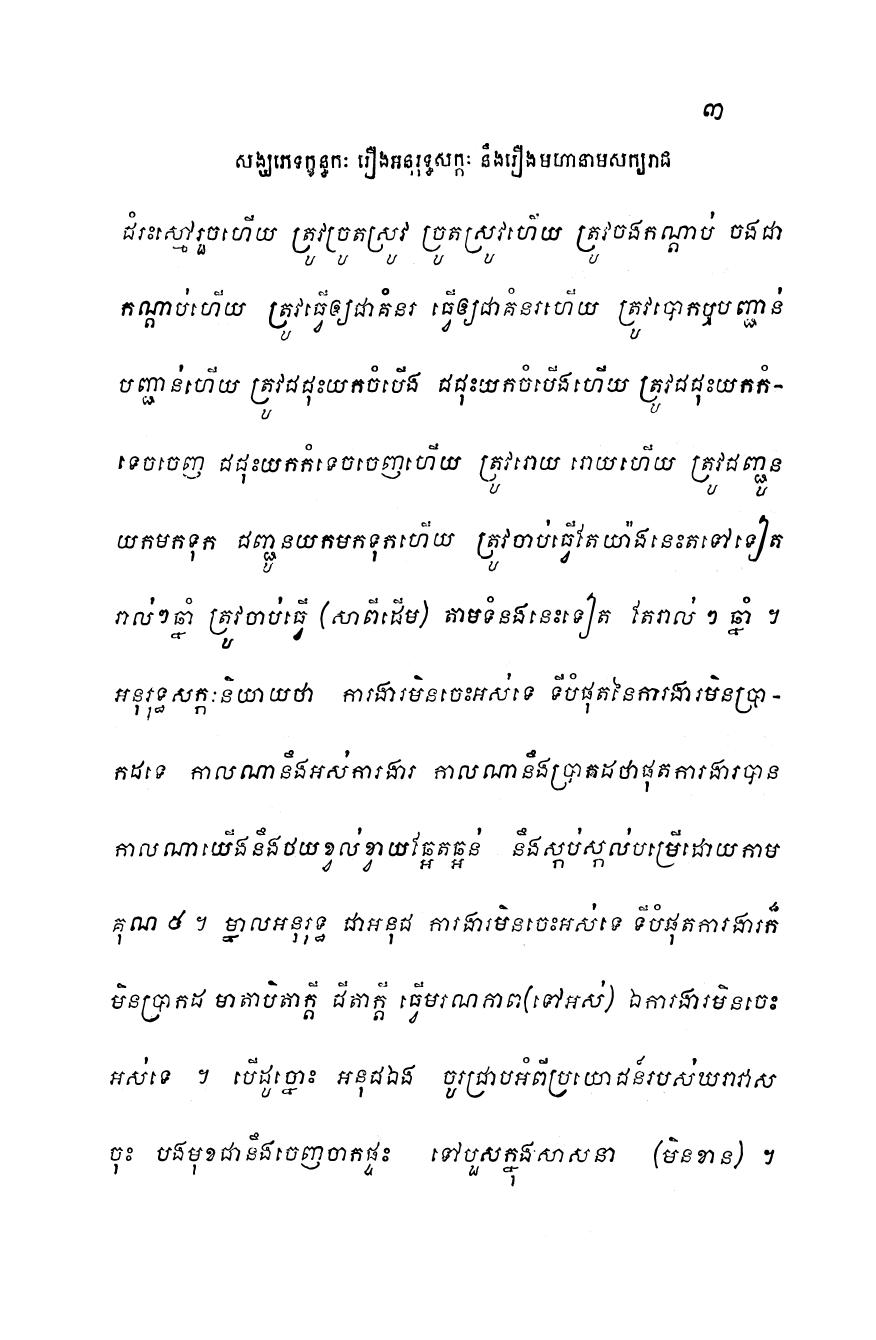 ៣
សង្ឃភេទក្ខន្ធកៈ រឿងអនុរុទ្ធសក្កៈ នឹងរឿងមហានាមសក្យរាជ
ជំរះស្មៅរួចហើយ ត្រូវច្រូតស្រូវ ច្រូតស្រូវហើយ ត្រូវចងកណ្តាប់ ចងជា
កណ្តាប់ហើយ ត្រូវធ្វើឲ្យជាគំនរ ធ្វើឲ្យជាគំនរហើយ ត្រូវបោកឬបញ្ជាន់
បញ្ជាន់ហើយ ត្រូវជជុះយកចំបើង ជជុះយកចំបើងហើយ ត្រូវជជុះយកកំ-
ទេចចេញ ជជុះយកកំទេចចេញហើយ ត្រូវរោយ រោយហើយ ត្រូវជញ្ជូន
យកមកទុក ជញ្ជូនយកមកទុកហើយ ត្រូវចាប់ធ្វើតែយ៉ាងនេះតទៅទៀត
រាល់ៗឆ្នាំ ត្រូវចាប់ធ្វើ (សាពីដើម) តាមទំនងនេះទៀត តែរាល់ ៗ ឆ្នាំ ។
អនុរុទ្ធសក្កៈនិយាយថា ការងារមិនចេះអស់ទេ ទីបំផុតនៃការងារមិនប្រា-
កដទេ កាលណានឹងអស់ការងារ កាលណានឹងប្រាកដថាផុតការងារបាន
កាលណាយើងនឹងថយខ្វល់ខ្វាយឆ្អែតឆ្អន់ នឹងស្កប់ស្កល់បម្រើដោយកាម
គុណ ៥ ។ ម្នាលអនុរុទ្ធ ជាអនុជ ការងារមិនចេះអស់ទេ ទីបំផុតការងារក៏
មិនប្រាកដ មាតាបិតាក្តី ជីតាក្តី ធ្វើមរណកាព(ទៅអស់) ឯការងារមិនចេះ
អស់ទេ ។ បើដូច្នោះ អនុជឯង ចូរជ្រាបអំពីប្រយោជន៍របស់ឃរាវាស
ចុះ បងមុខជានឹងចេញចាកផ្ទះ ទៅបួសក្នុងសាសនា (មិនខាន) ។